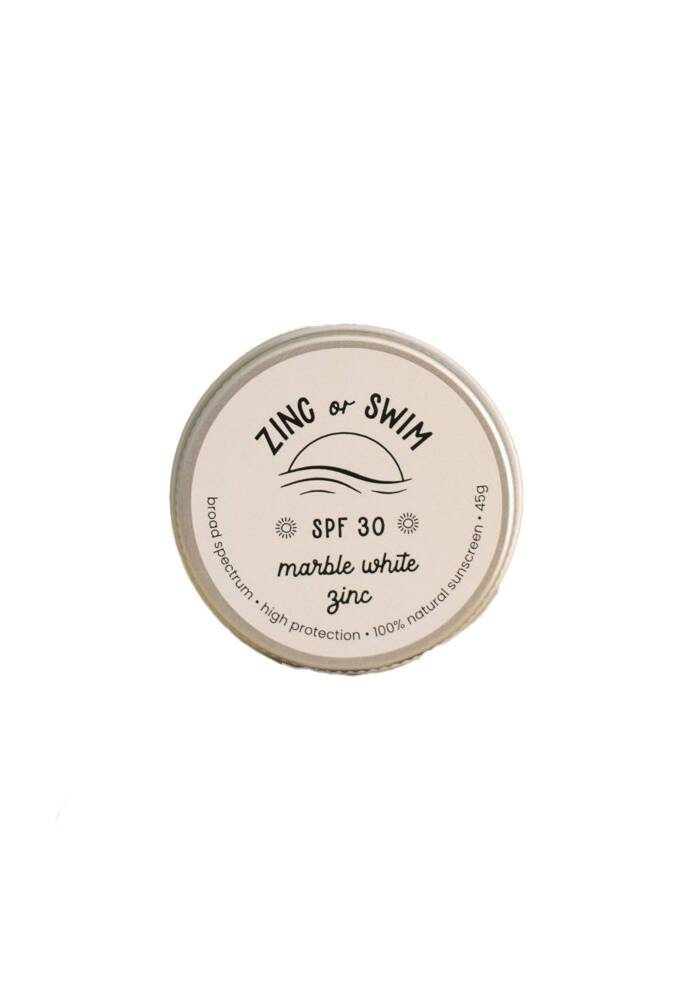 ZINC or SWIM
SPF 30
marble white
zinc
broad spectrum • high protection • 100% natural sunscreen • 45g